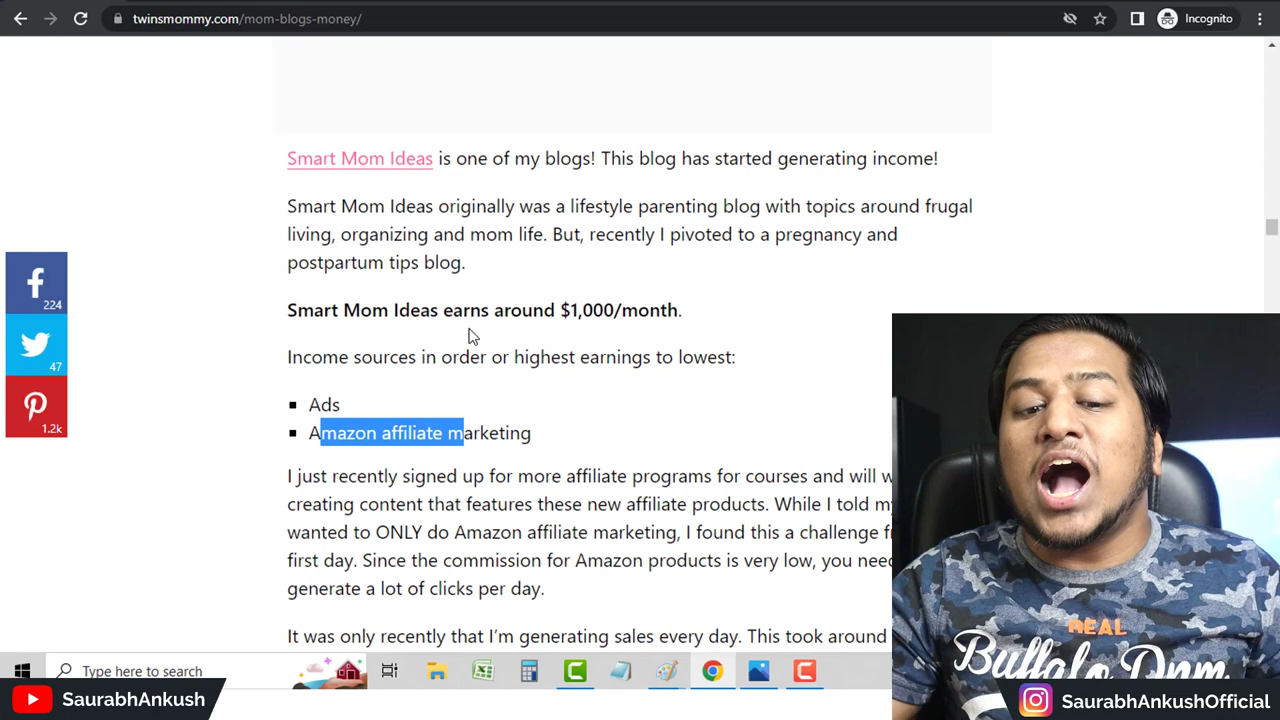 twinsmommy.com/mom-blogs-money/
Incognito
Smart Mom Ideas is one of my blogs! This blog has started generating income!
Smart Mom Ideas originally was a lifestyle parenting blog with topics around frugal
living, organizing and mom life. But, recently I pivoted to a pregnancy and
postpartum tips blog.
224
47
1.2k
Smart Mom Ideas earns around $1,000/month.
Income sources in order or highest earnings to lowest:
Ads
Amazon affiliate marketing
I just recently signed up for more affiliate programs for courses and will w
creating content that features these new affiliate products. While I told my
wanted to ONLY do Amazon affiliate marketing, I found this a challenge f
first day. Since the commission for Amazon products is very low, you need
generate a lot of clicks per day.
It was only recently that I'm generating sales every day. This took around
REAL
Buffalo Dnm
Type here to search
SaurabhAnkush
SaurabhAnkushOfficial